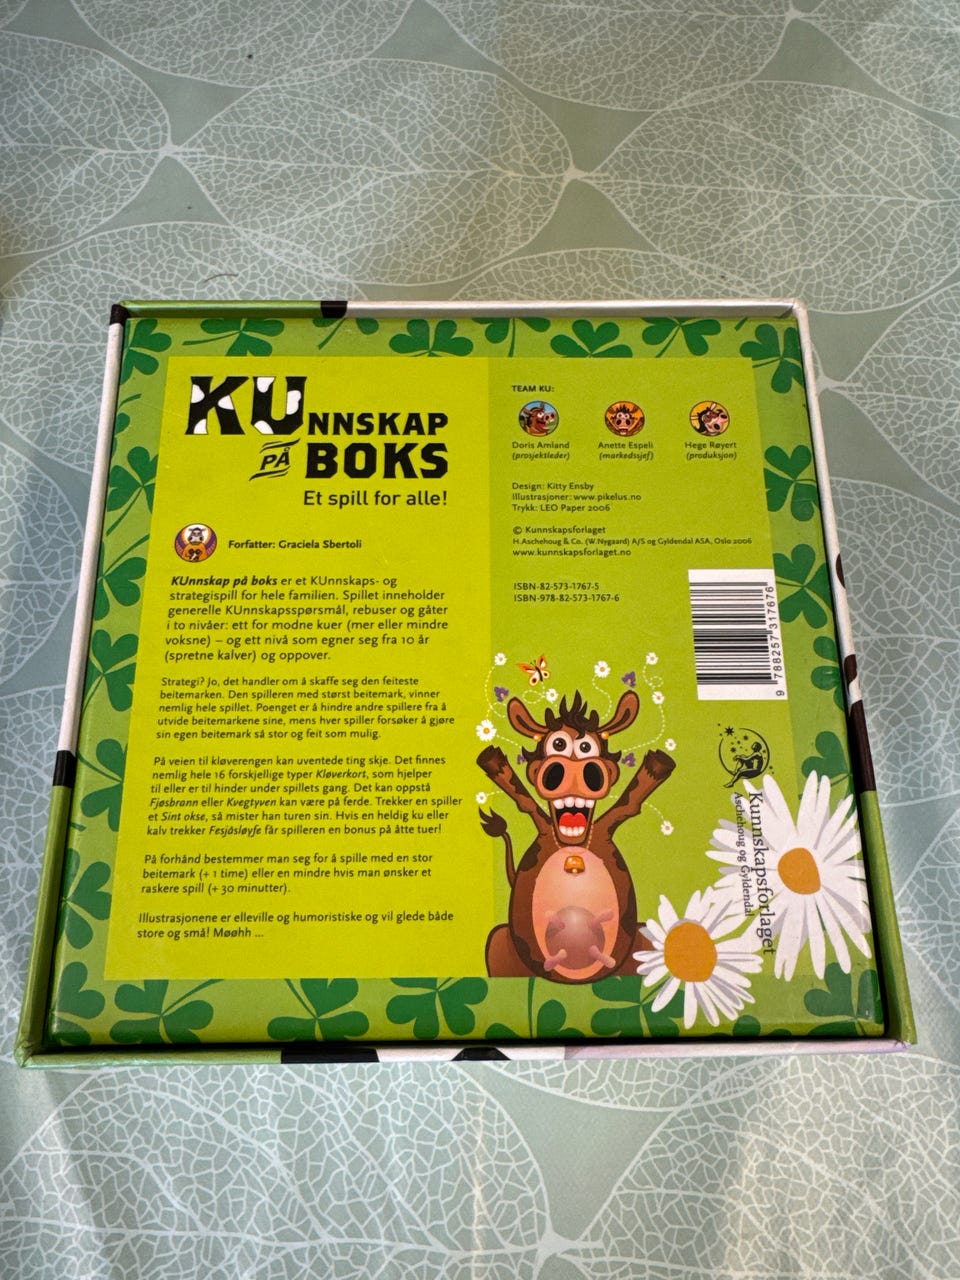 KUNNSKAP
PÅ BOKS
Et spill for alle!
Forfatter: Graciela Sbertoli
KUnnskap på boks er et KUnnskaps- og
strategispill for hele familien. Spillet inneholder
generelle KUnnskapsspørsmål, rebuser og gåter
i to nivåer: ett for modne kuer (mer eller mindre
voksne) – og ett nivå som egner seg fra 10 år
(spretne kalver) og oppover.
Strategi? Jo, det handler om å skaffe seg den feiteste
beitemarken. Den spilleren med størst beitemark, vinner
nemlig hele spillet. Poenget er å hindre andre spillere fra å
utvide beitemarkene sine, mens hver spiller forsøker å gjøre
sin egen beitemark så stor og feit som mulig.
På veien til kløverengen kan uventede ting skje. Det finnes
nemlig hele 16 forskjellige typer Kløverkort, som hjelper
til eller er til hinder under spillets gang. Det kan oppstå
Fjøsbrann eller Kvegtyven kan være på ferde. Trekker en spiller
et Sint okse, så mister han turen sin. Hvis en heldig ku eller
kalv trekker Fesjåsløyfe får spilleren en bonus på åtte tuer!
På forhånd bestemmer man seg for å spille med en stor
beitemark (+ 1 time) eller en mindre hvis man ønsker et
raskere spill (+ 30 minutter).
Illustrasjonene er elleville og humoristiske og vil glede både
store og små! Møøhh ...
TEAM KU:
Doris Amland
(prosjektleder)
Anette Espeli
(markedssjef)
Hege Røyert
(produksjon)
Design: Kitty Ensby
Illustrasjoner: www.pikelus.no
Trykk: LEO Paper 2006
© Kunnskapsforlaget
H.Aschehoug & Co. (W.Nygaard) A/S og Gyldendal ASA, Oslo 2006
www.kunnskapsforlaget.no
ISBN-82-573-1767-5
ISBN-978-82-573-1767-6
9 788257 317676
Kunnskapsforlaget
Aschehoug og Gyldendal